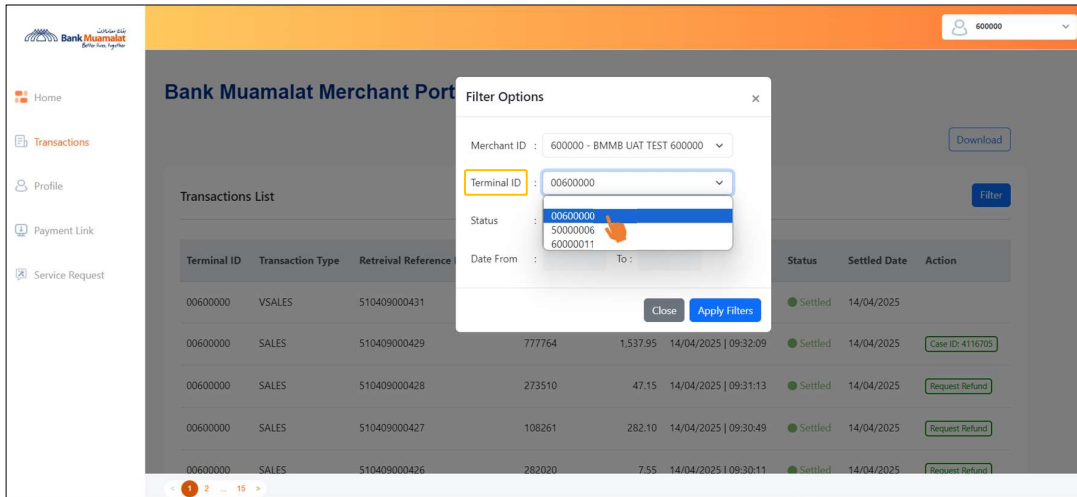 Bank Muamalat
Better lives, together
600000
Home
Transactions
Profile
Payment Link
Service Request
Bank Muamalat Merchant Port
Download
Transactions List
Filter
Filter Options
×
Merchant ID : 600000 - BMMB UAT TEST 600000
Terminal ID : 00600000
00600000
50000006
60000011
Status :
Date From : To :
Close Apply Filters
Terminal ID Transaction Type Retreival Reference Status Settled Date Action
00600000 VSALES 510409000431 Settled 14/04/2025
00600000 SALES 510409000429 777764 1,537.95 14/04/2025 | 09:32:09 Settled 14/04/2025 Case ID: 4116705
00600000 SALES 510409000428 273510 47.15 14/04/2025 | 09:31:13 Settled 14/04/2025 Request Refund
00600000 SALES 510409000427 108261 282.10 14/04/2025 | 09:30:49 Settled 14/04/2025 Request Refund
00600000 SALES 510409000426 282020 7.55 14/04/2025 | 09:30:11 Settled 14/04/2025 Request Refund
< 1 2 ... 15 >